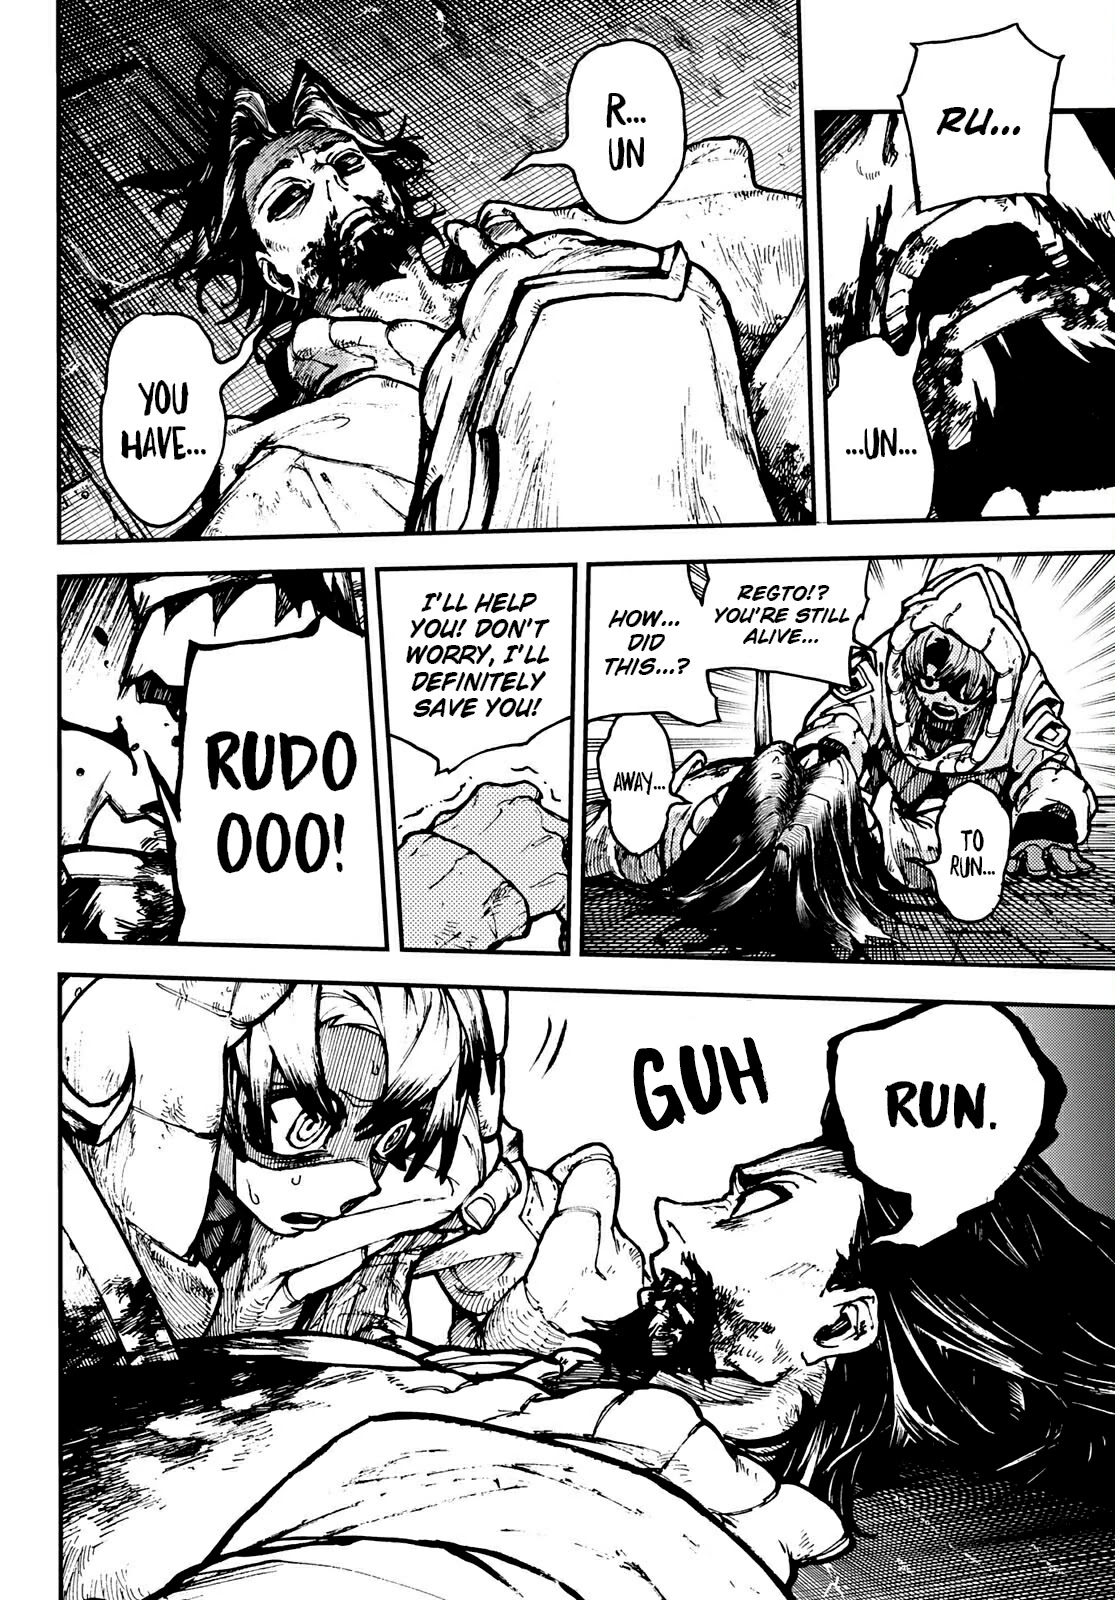 RU...
...UN...
R...
UN
YOU
HAVE...
REGTO!?
YOU'RE STILL
ALIVE...
HOW...
DID
THIS...?
TO
RUN...
AWAY...
I'LL HELP
YOU! DON'T
WORRY, I'LL
DEFINITELY
SAVE YOU!
RUDO
OOO!
RUN.
GUH